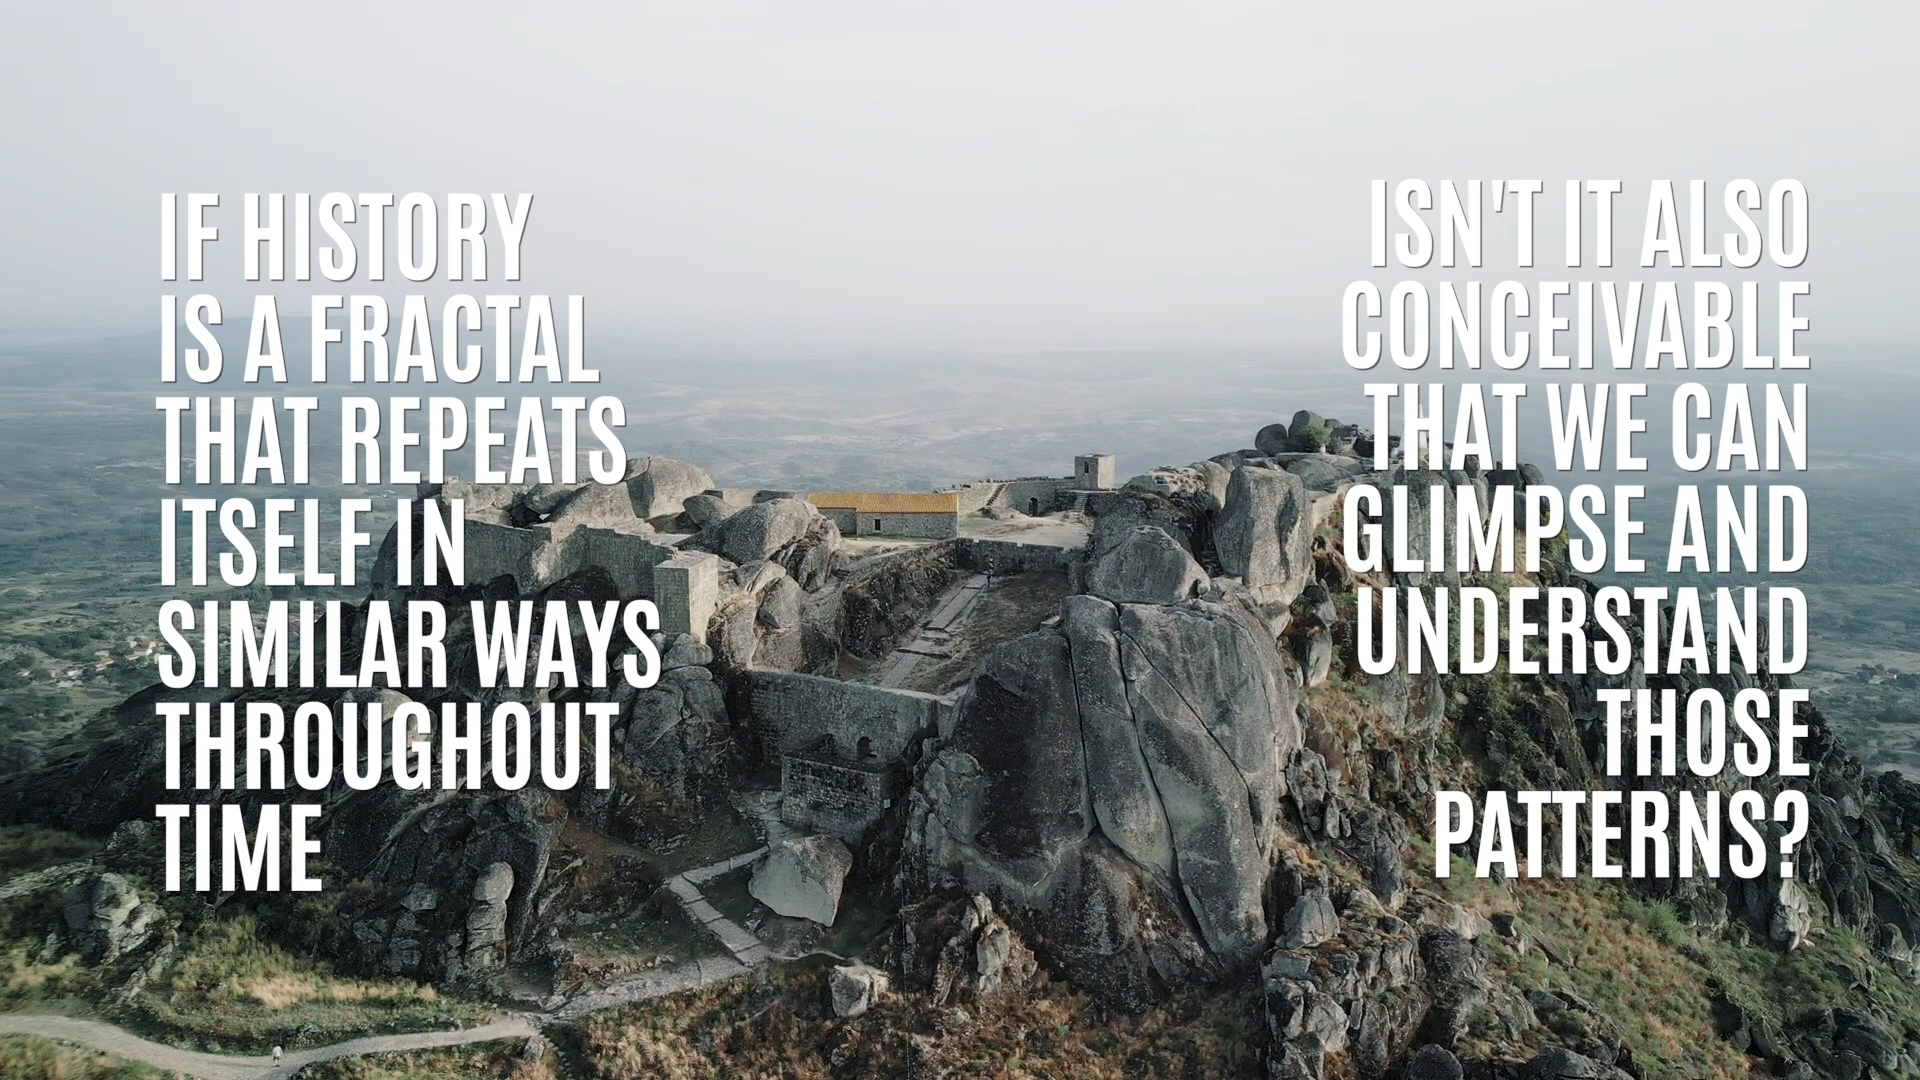 IF HISTORY
IS A FRACTAL
THAT REPEATS
ITSELF IN
SIMILAR WAYS
THROUGHOUT
TIME
ISN'T IT ALSO
CONCEIVABLE
THAT WE CAN
GLIMPSE AND
UNDERSTAND
THOSE
PATTERNS?